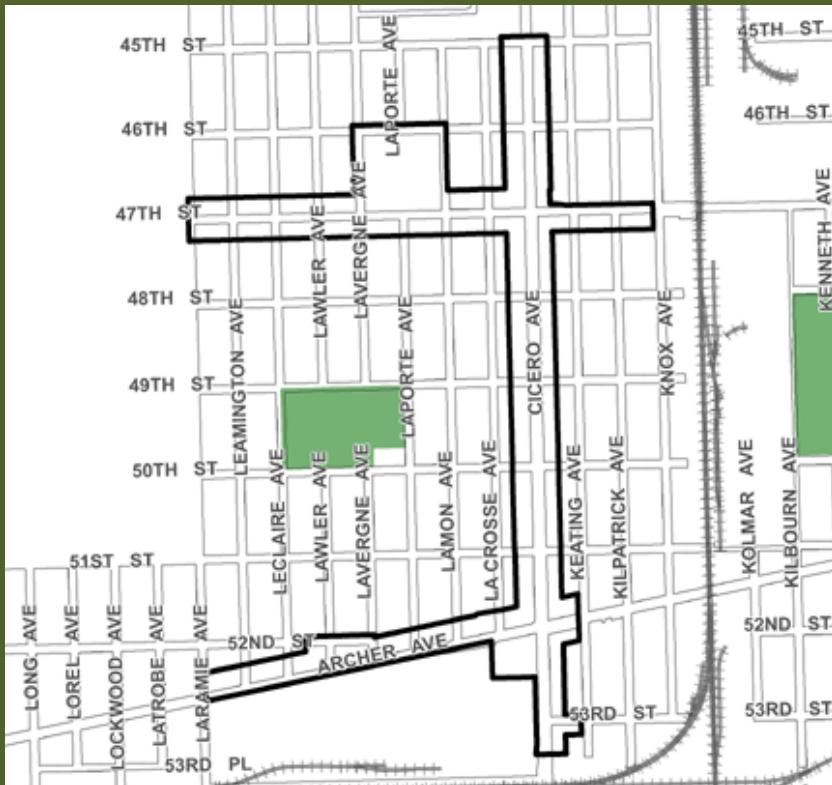 45TH ST
45TH ST
LAPORTE AVE
46TH ST
46TH ST
47TH ST
LAVERGNE AVE
LAWLER AVE
KENNETH AVE
48TH ST
LEAMINGTON AVE
LAPORTE AVE
CICERO AVE
KNOX AVE
49TH ST
50TH ST
LECLAIRE AVE
LAWLER AVE
LAVERGNE AVE
LAMON AVE
LA CROSSE AVE
KEATING AVE
KILPATRICK AVE
KOLMAR AVE
KILBOURN AVE
51ST ST
52ND ST
52ND ST
ARCHER AVE
LONG AVE
LOREL AVE
LOCKWOOD AVE
LATROBE AVE
LARAMIE AVE
53RD ST
53RD ST
53RD PL